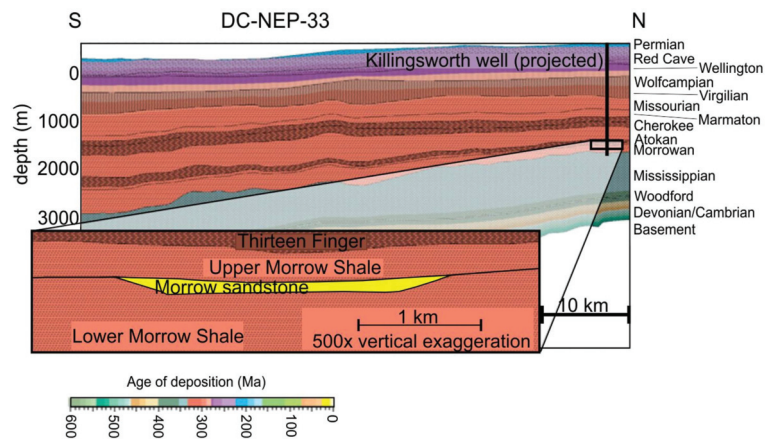 S
DC-NEP-33
N
Killingsworth well (projected)
Permian
Red Cave
Wellington
Wolfcampian
Virgilian
Missourian
Marmaton
Cherokee
Atokan
Morrowan
Mississippian
Woodford
Devonian/Cambrian
Basement
depth (m)
0
1000
2000
3000
Thirteen Finger
Upper Morrow Shale
Morrow sandstone
Lower Morrow Shale
1 km
500x vertical exaggeration
10 km
Age of deposition (Ma)
600
500
400
300
200
100
0